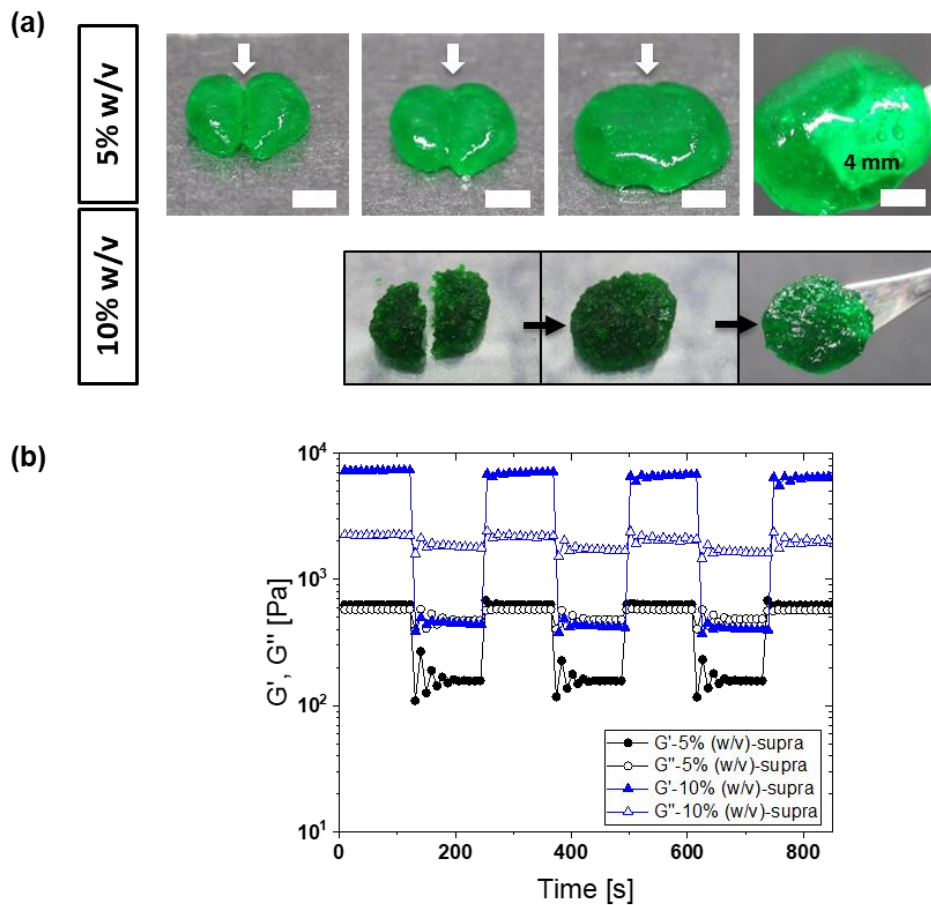 (a)
5% w/v
4 mm
10% w/v
(b)
10⁴
10³
10²
10¹
G', G'' [Pa]
G'-5% (w/v)-supra
G''-5% (w/v)-supra
G'-10% (w/v)-supra
G''-10% (w/v)-supra
0 200 400 600 800
Time [s]